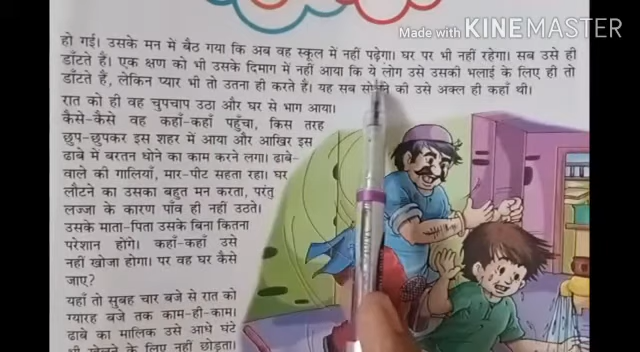 Made with KINEMASTER
हो गई। उसके मन में बैठ गया कि अब वह स्कूल में नहीं पढ़ेगा। घर पर भी नहीं रहेगा। सब उसे ही
डाँटते हैं। एक क्षण को भी उसके दिमाग में नहीं आया कि ये लोग उसे उसकी भलाई के लिए ही तो
डाँटते हैं, लेकिन प्यार भी तो उतना ही करते हैं। यह सब सोचने की उसे अक्ल ही कहाँ थी।
रात को ही वह चुपचाप उठा और घर से भाग आया।
कैसे-कैसे वह कहाँ-कहाँ पहुँचा, किस तरह
छुप-छुपकर इस शहर में आया और आखिर इस
ढाबे में बरतन धोने का काम करने लगा। ढाबे-
वाले की गालियाँ, मार-पीट सहता रहा। घर
लौटने का उसका बहुत मन करता, परंतु
लज्जा के कारण पाँव ही नहीं उठते।
उसके माता-पिता उसके बिना कितना
परेशान होंगे। कहाँ-कहाँ उसे
नहीं खोजा होगा। पर वह घर कैसे
जाए?
यहाँ तो सुबह चार बजे से रात को
ग्यारह बजे तक काम-ही-काम।
ढाबे का मालिक उसे आधे घंटे
भी खेलने के लिए नहीं छोड़ता।